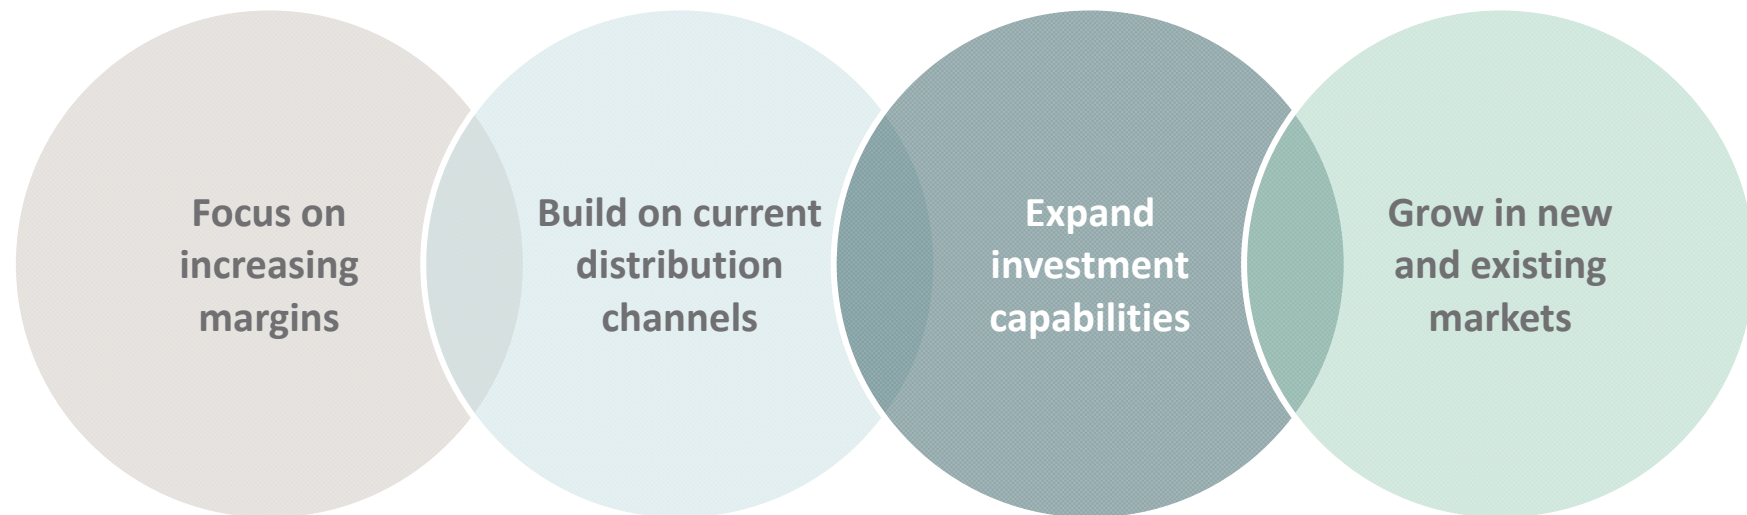 Focus on
increasing
margins
Build on current
distribution
channels
Expand
investment
capabilities
Grow in new
and existing
markets